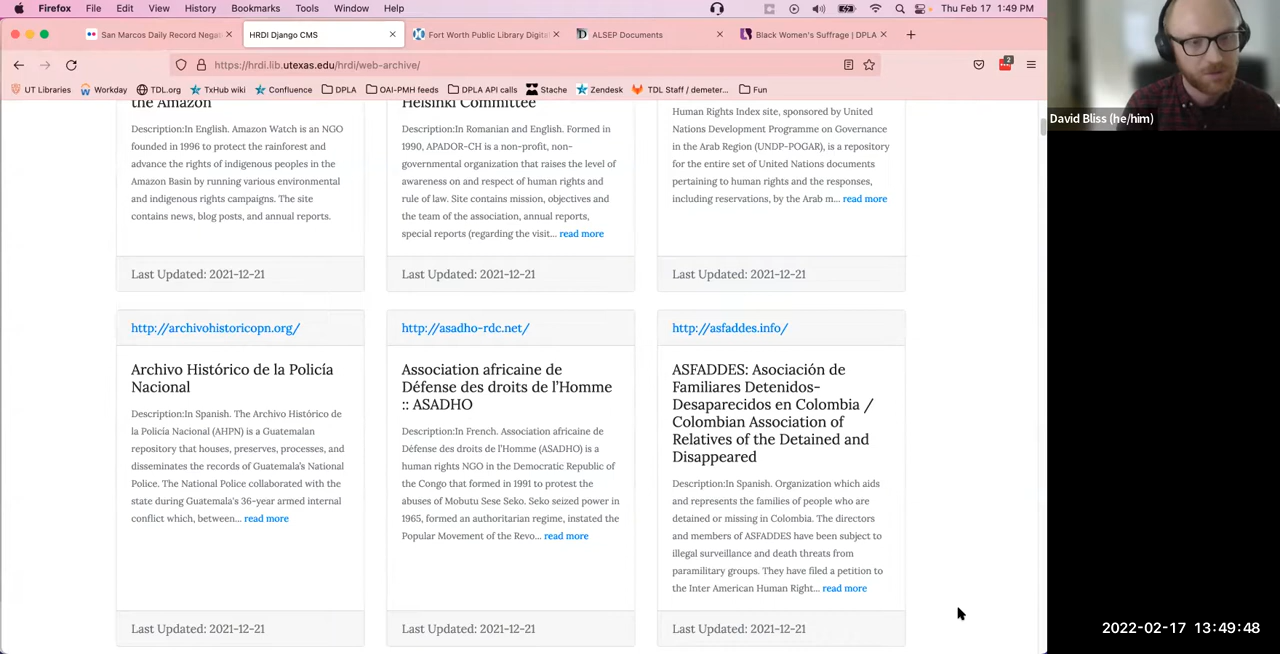 Firefox File Edit View History Bookmarks Tools Window Help Thu Feb 17 1:49 PM
San Marcos Daily Record Negat HRDI Django CMS Fort Worth Public Library Digita ALSEP Documents Black Women's Suffrage | DPLA
https://hrdi.lib.utexas.edu/hrdi/web-archive/
UT Libraries Workday TDL.org TxHub wiki Confluence DPLA OAI-PMH feeds DPLA API calls Stache Zendesk TDL Staff / demeter... Fun
2
David Bliss (he/him)
the Amazon
Description:In English. Amazon Watch is an NGO
founded in 1996 to protect the rainforest and
advance the rights of indigenous peoples in the
Amazon Basin by running various environmental
and indigenous rights campaigns. The site
contains news, blog posts, and annual reports.
Last Updated: 2021-12-21
Helsinki Committee
Description:In Romanian and English. Formed in
1990, APADOR-CH is a non-profit, non-
governmental organization that raises the level of
awareness on and respect of human rights and
rule of law. Site contains mission, objectives and
the team of the association, annual reports,
special reports (regarding the visit... read more
Last Updated: 2021-12-21
Human Rights Index site, sponsored by United
Nations Development Programme on Governance
in the Arab Region (UNDP-POGAR), is a repository
for the entire set of United Nations documents
pertaining to human rights and the responses,
including reservations, by the Arab m... read more
Last Updated: 2021-12-21
http://archivohistoricopn.org/
Archivo Histórico de la Policía
Nacional
Description:In Spanish. The Archivo Histórico de
la Policía Nacional (AHPN) is a Guatemalan
repository that houses, preserves, processes, and
disseminates the records of Guatemala's National
Police. The National Police collaborated with the
state during Guatemala's 36-year armed internal
conflict which, between... read more
Last Updated: 2021-12-21
http://asadho-rdc.net/
Association africaine de
Défense des droits de l'Homme
:: ASADHO
Description:In French. Association africaine de
Défense des droits de l'Homme (ASADHO) is a
human rights NGO in the Democratic Republic of
the Congo that formed in 1991 to protest the
abuses of Mobutu Sese Seko. Seko seized power in
1965, formed an authoritarian regime, instated the
Popular Movement of the Revo... read more
Last Updated: 2021-12-21
http://asfaddes.info/
ASFADDES: Asociación de
Familiares Detenidos-
Desaparecidos en Colombia /
Colombian Association of
Relatives of the Detained and
Disappeared
Description:In Spanish. Organization which aids
and represents the families of people who are
detained or missing in Colombia. The directors
and members of ASFADDES have been subject to
illegal surveillance and death threats from
paramilitary groups. They have filed a petition to
the Inter American Human Right... read more
Last Updated: 2021-12-21
2022-02-17 13:49:48